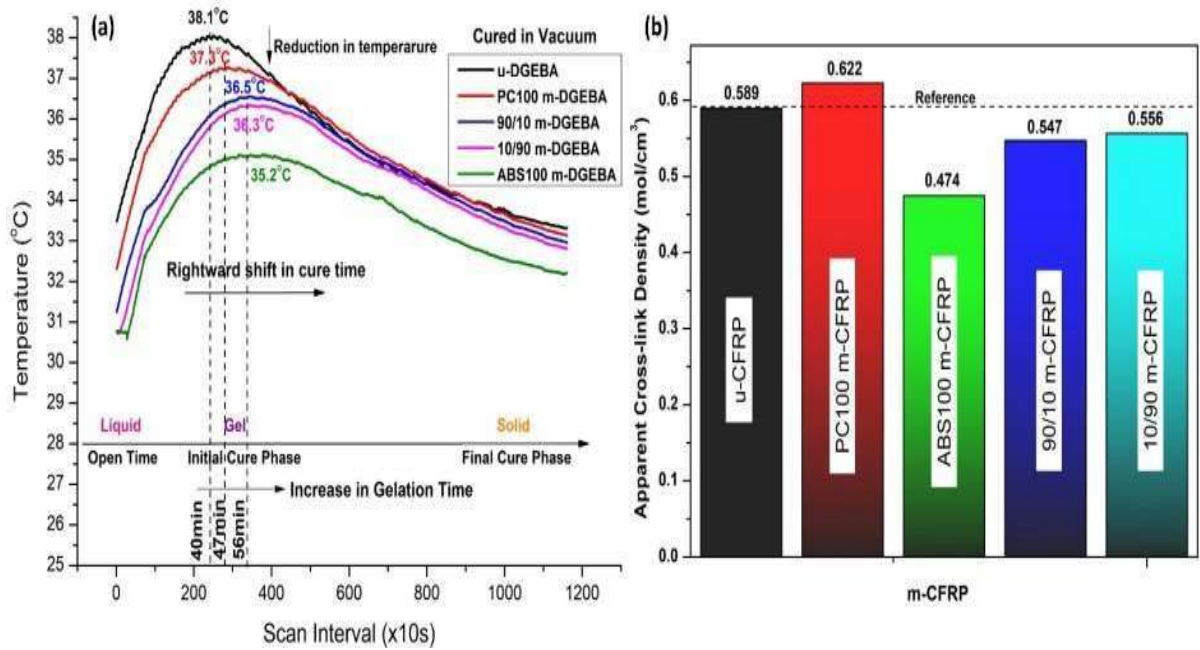 (a)
38.1°C
Reduction in temperarure
37.3°C
36.5°C
36.3°C
35.2°C
Cured in Vacuum
u-DGEBA
PC100 m-DGEBA
90/10 m-DGEBA
10/90 m-DGEBA
ABS100 m-DGEBA
Rightward shift in cure time
Liquid
Gel
Solid
Open Time
Initial Cure Phase
Final Cure Phase
Increase in Gelation Time
40min
47min
56min
Temperature (°C)
38
37
36
35
34
33
32
31
30
29
28
27
26
25
0 200 400 600 800 1000 1200
Scan Interval (x10s)
(b)
Apparent Cross-link Density (mol/cm³)
0.6
0.5
0.4
0.3
0.2
0.1
0.0
Reference
0.589
0.622
0.474
0.547
0.556
u-CFRP
PC100 m-CFRP
ABS100 m-CFRP
90/10 m-CFRP
10/90 m-CFRP
m-CFRP